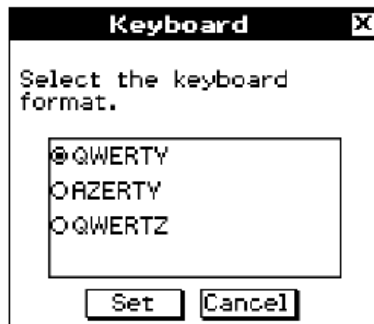 Keyboard X
Select the keyboard
format.
QWERTY
AZERTY
QWERTZ
Set Cancel